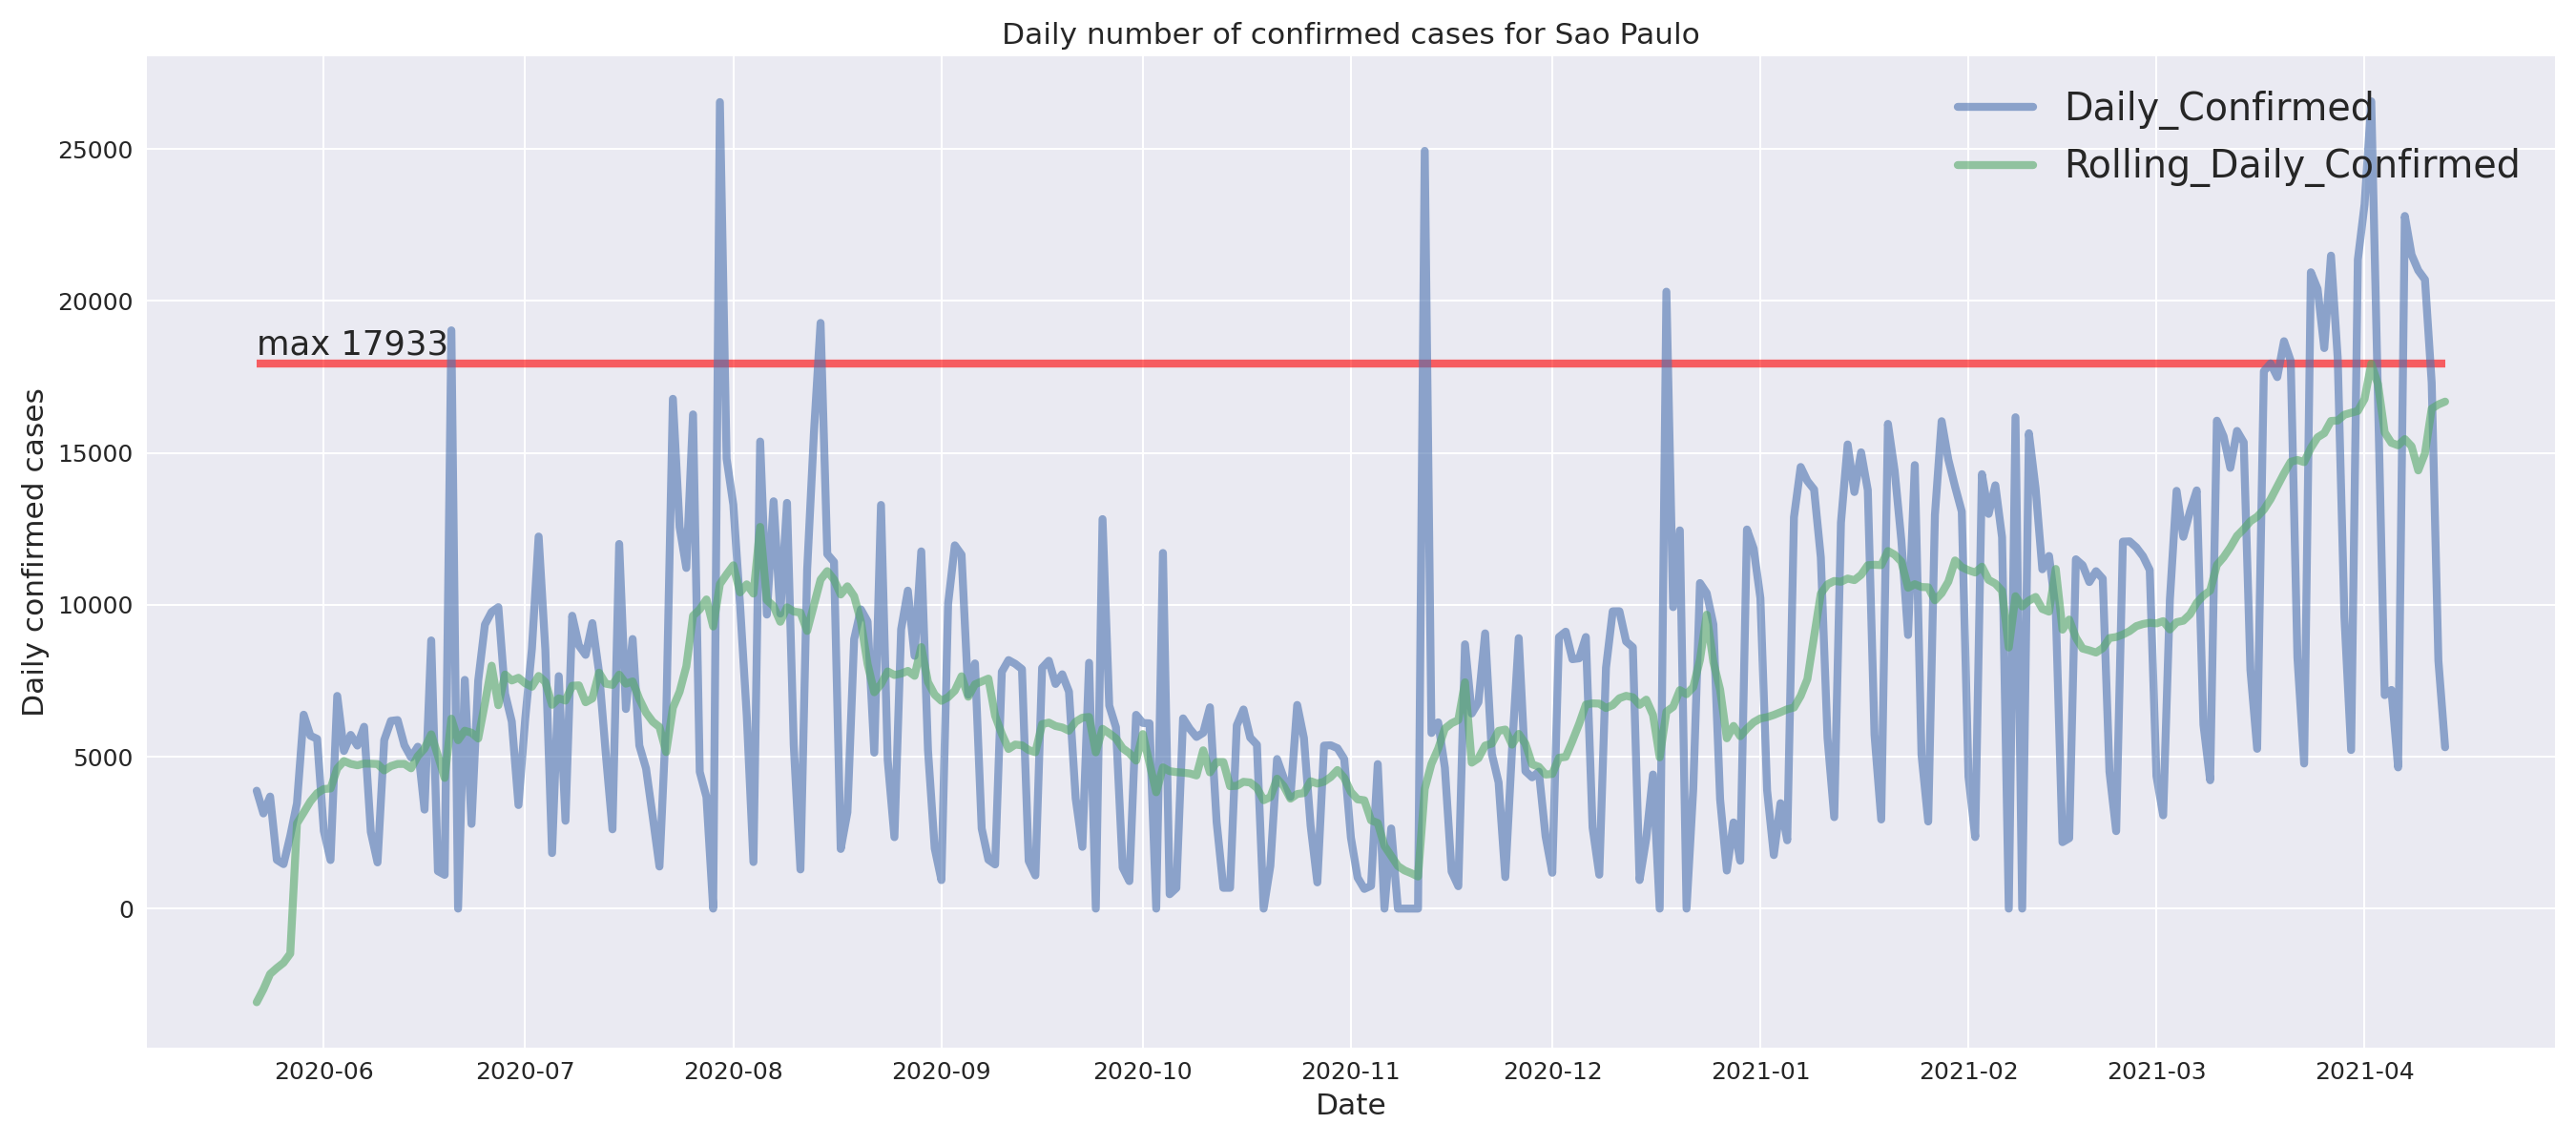 Daily number of confirmed cases for Sao Paulo
Daily_Confirmed
Rolling_Daily_Confirmed
max 17933
Daily confirmed cases
25000
20000
15000
10000
5000
0
2020-06
2020-07
2020-08
2020-09
2020-10
2020-11
2020-12
2021-01
2021-02
2021-03
2021-04
Date